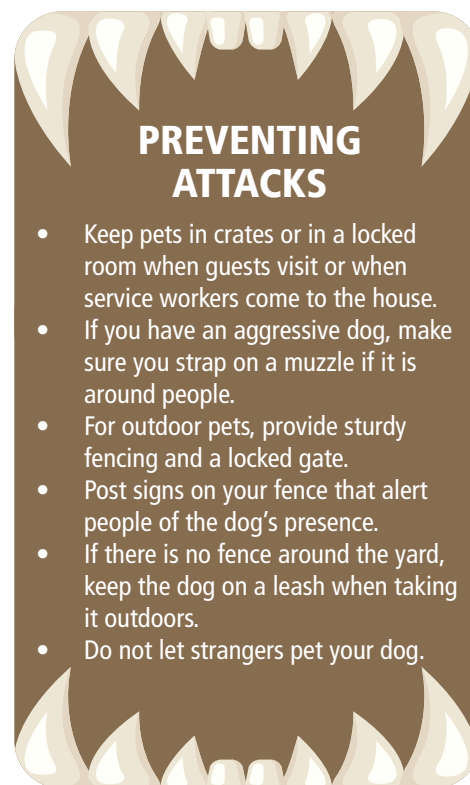 PREVENTING
ATTACKS
• Keep pets in crates or in a locked
room when guests visit or when
service workers come to the house.
• If you have an aggressive dog, make
sure you strap on a muzzle if it is
around people.
• For outdoor pets, provide sturdy
fencing and a locked gate.
• Post signs on your fence that alert
people of the dog’s presence.
• If there is no fence around the yard,
keep the dog on a leash when taking
it outdoors.
• Do not let strangers pet your dog.